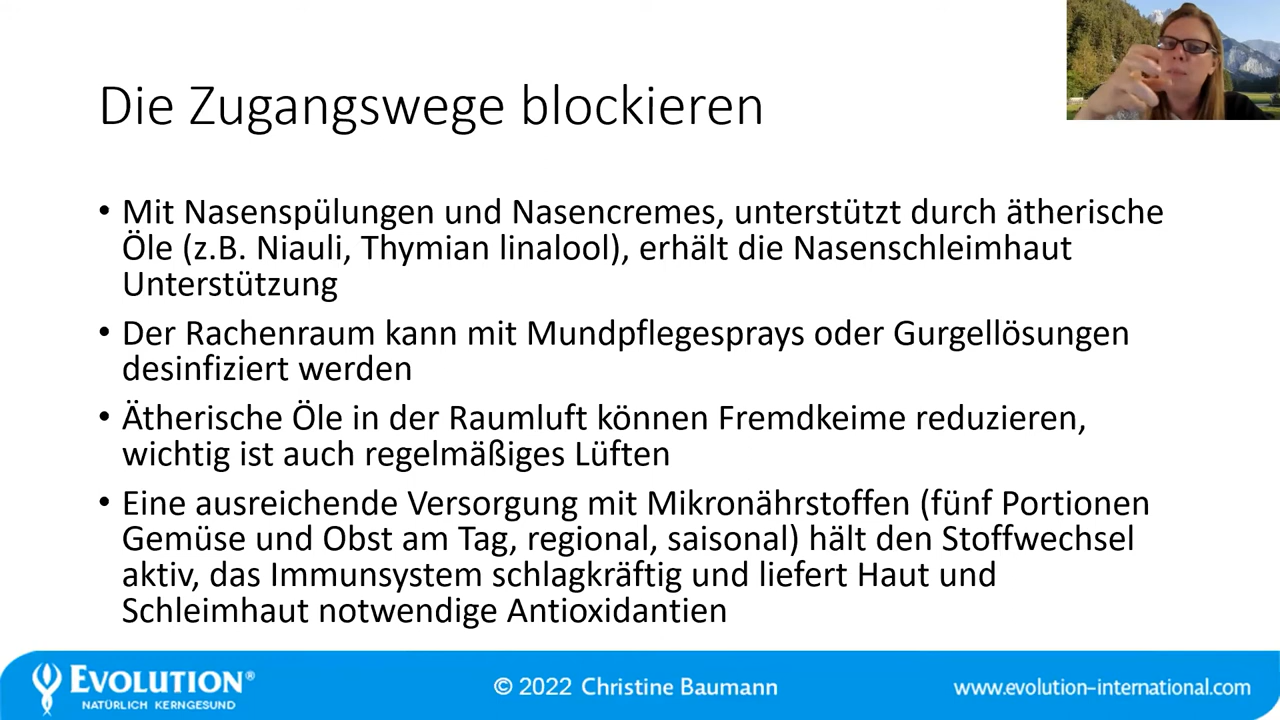 Die Zugangswege blockieren
• Mit Nasenspülungen und Nasencremes, unterstützt durch ätherische
Öle (z.B. Niauli, Thymian linalool), erhält die Nasenschleimhaut
Unterstützung
• Der Rachenraum kann mit Mundpflegesprays oder Gurgellösungen
desinfiziert werden
• Ätherische Öle in der Raumluft können Fremdkeime reduzieren,
wichtig ist auch regelmäßiges Lüften
• Eine ausreichende Versorgung mit Mikronährstoffen (fünf Portionen
Gemüse und Obst am Tag, regional, saisonal) hält den Stoffwechsel
aktiv, das Immunsystem schlagkräftig und liefert Haut und
Schleimhaut notwendige Antioxidantien
EVOLUTION®
NATÜRLICH KERNGESUND
© 2022 Christine Baumann
www.evolution-international.com